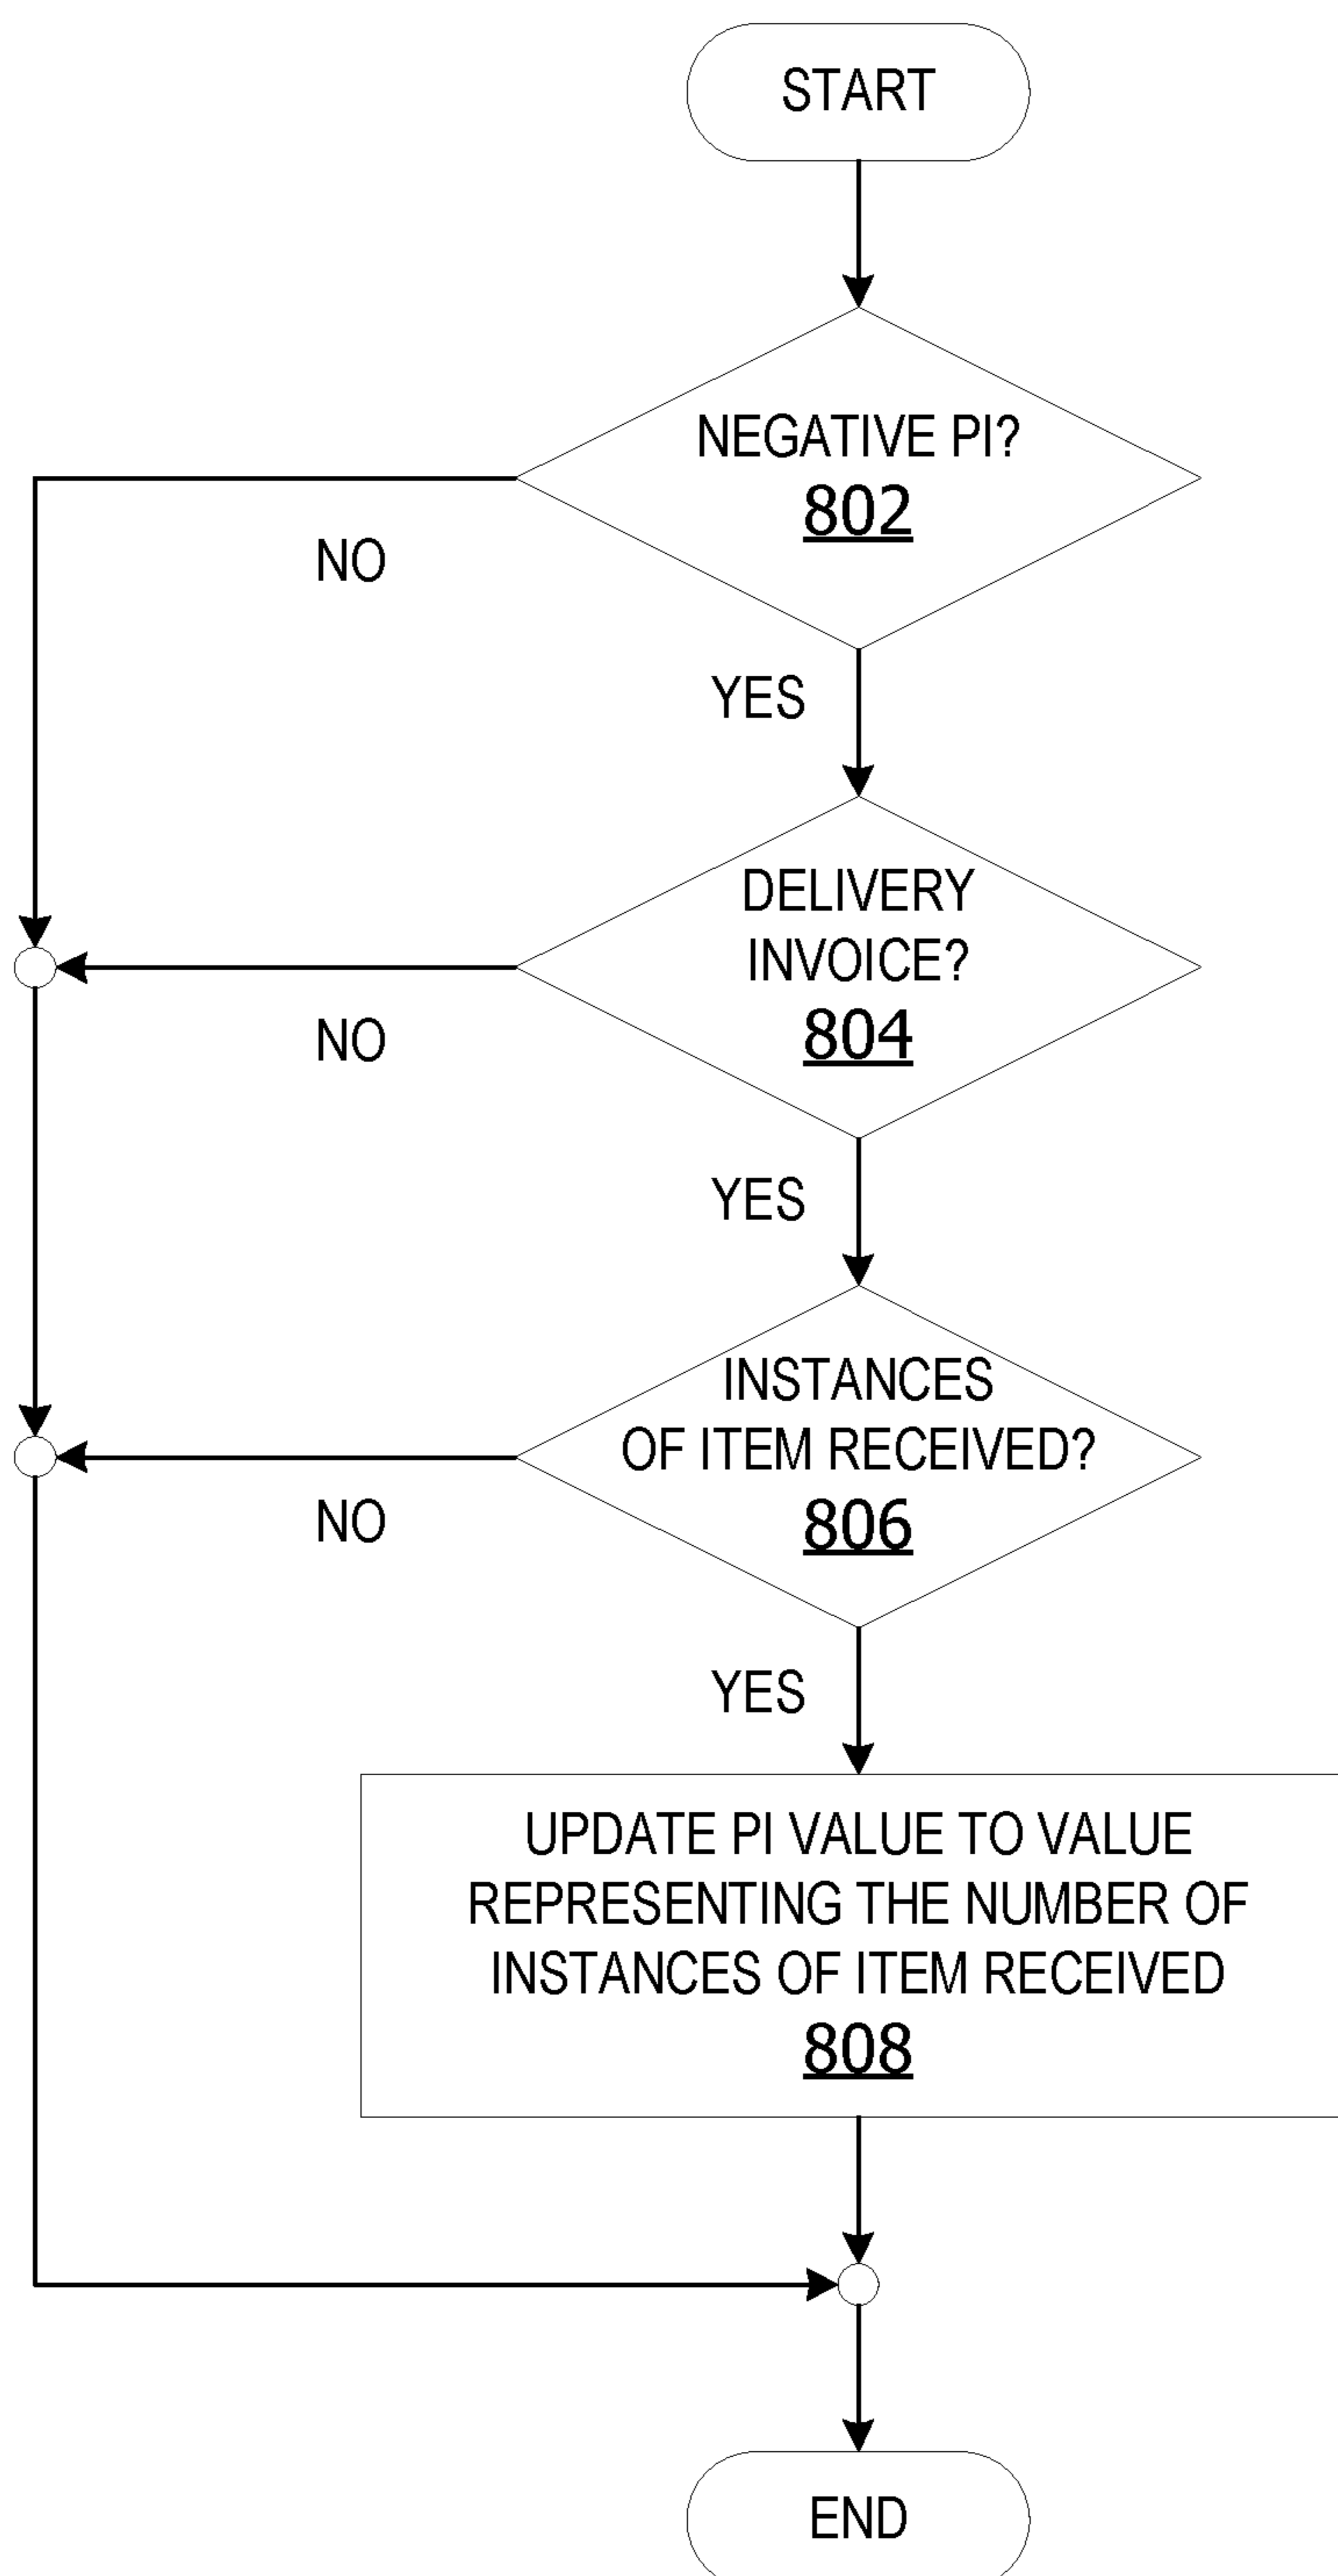 START
NEGATIVE PI?
802
NO
YES
DELIVERY
INVOICE?
804
NO
YES
INSTANCES
OF ITEM RECEIVED?
806
NO
YES
UPDATE PI VALUE TO VALUE
REPRESENTING THE NUMBER OF
INSTANCES OF ITEM RECEIVED
808
END